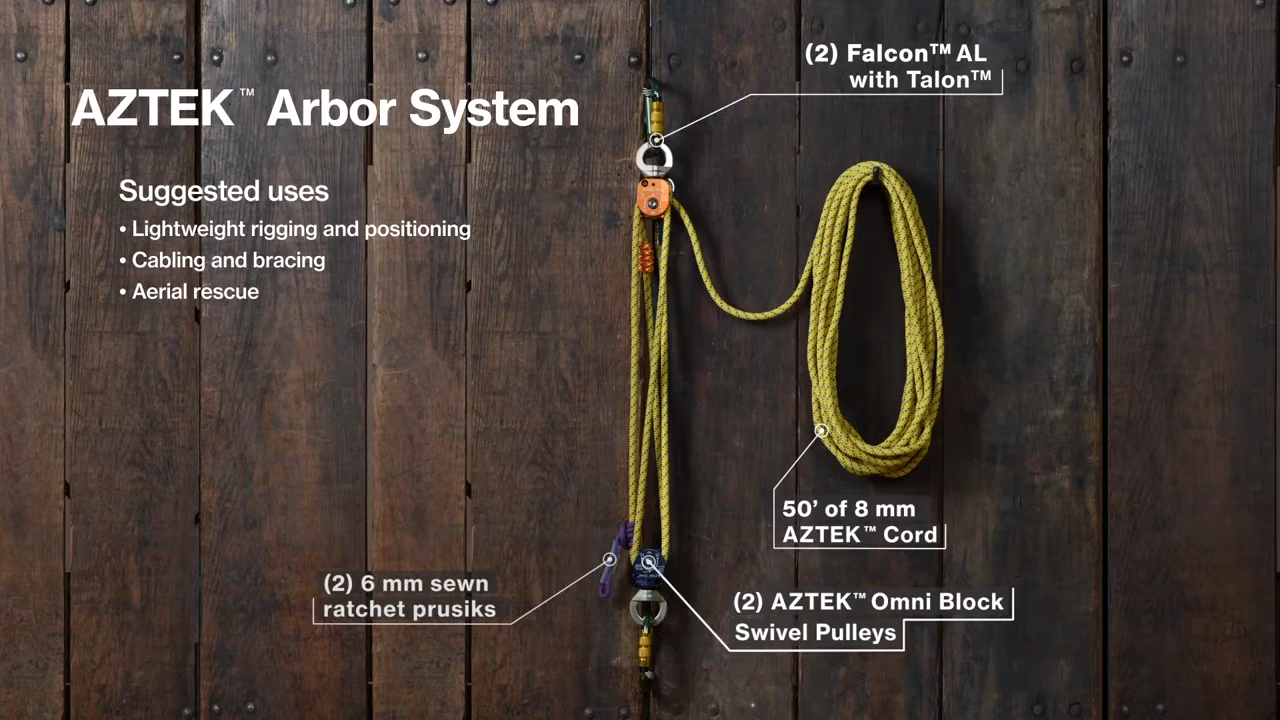 AZTEK™ Arbor System
Suggested uses
• Lightweight rigging and positioning
• Cabling and bracing
• Aerial rescue
(2) Falcon™ AL
with Talon™
50’ of 8 mm
AZTEK™ Cord
(2) 6 mm sewn
ratchet prusiks
(2) AZTEK™ Omni Block
Swivel Pulleys